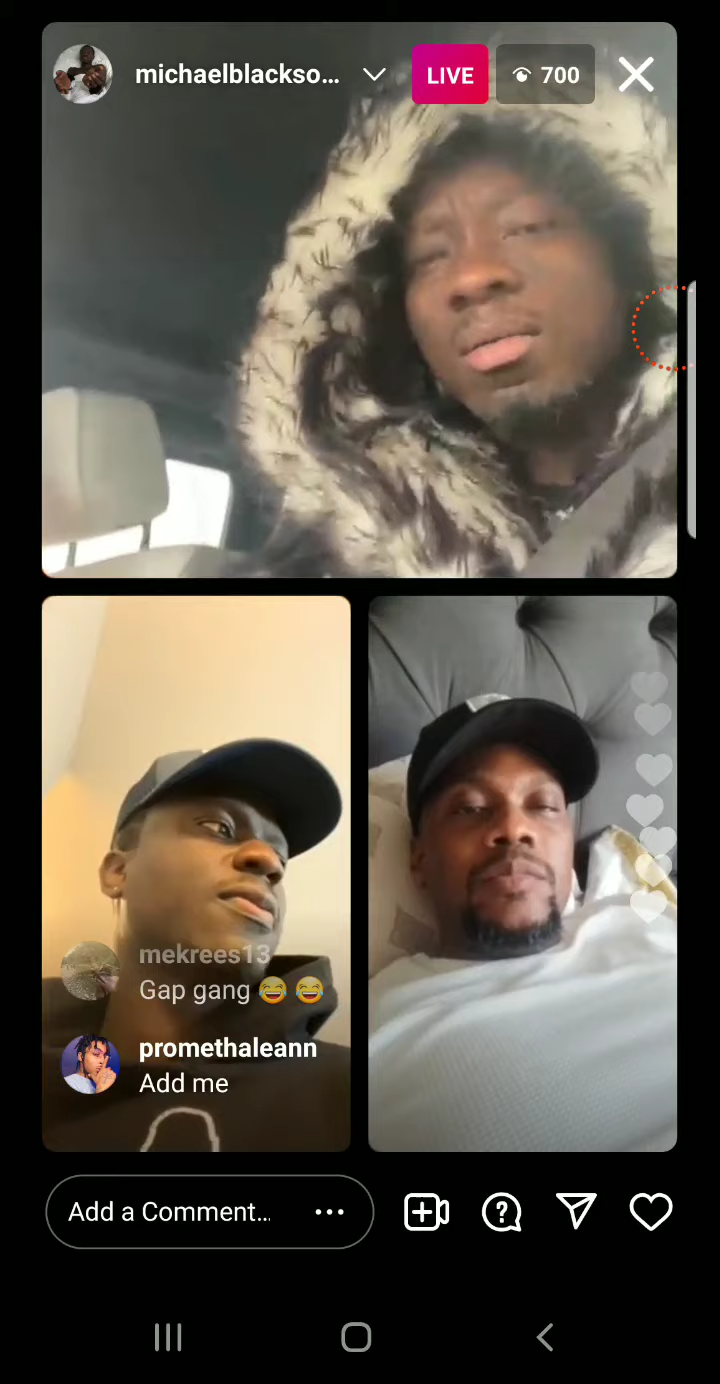 michaelblackso...
LIVE
700
mekrees13
Gap gang 😂 😂
promethaleann
Add me
Add a Comment...